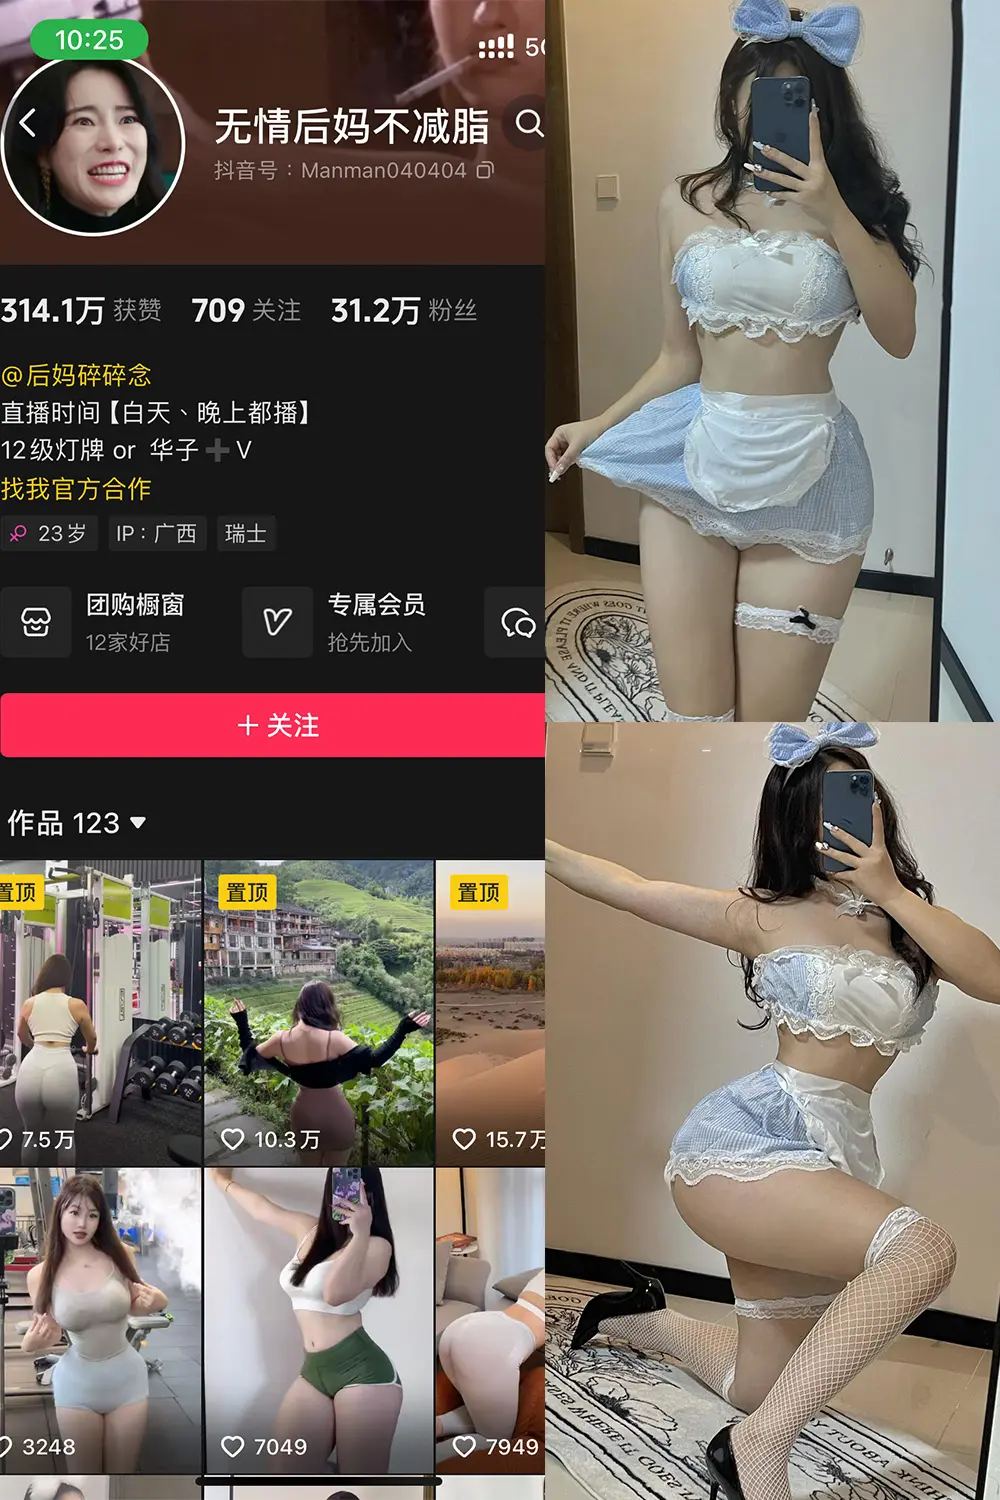 10:25
5G
无情后妈不减脂
抖音号：Manman040404
314.1万 获赞 709 关注 31.2万 粉丝
@后妈碎碎念
直播时间【白天、晚上都播】
12级灯牌 or 华子➕V
找我官方合作
23岁 IP：广西 瑞士
团购橱窗
12家好店
专属会员
抢先加入
＋ 关注
作品 123
置顶 置顶 置顶
7.5万 10.3万 15.7万
3248 7049 7949